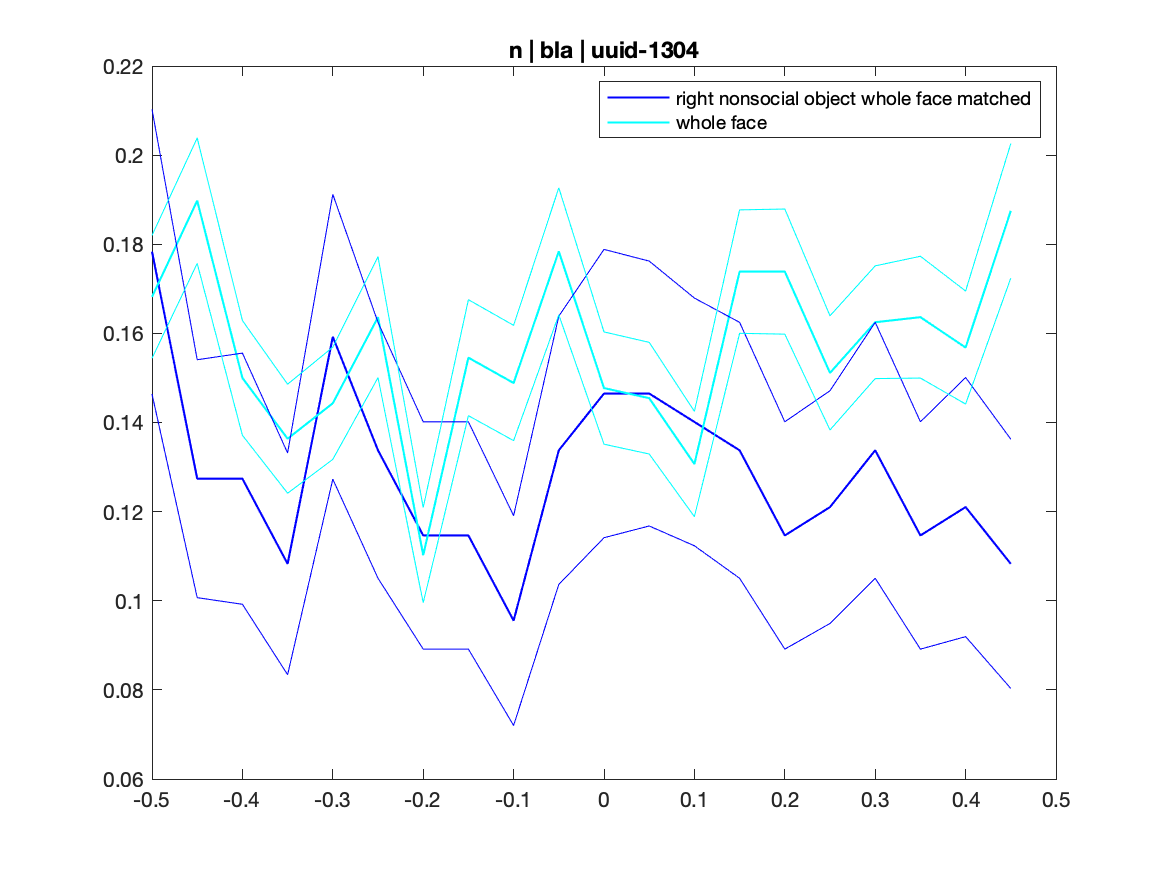 n | bla | uuid-1304
right nonsocial object whole face matched
whole face
0.22
0.2
0.18
0.16
0.14
0.12
0.1
0.08
0.06
-0.5 -0.4 -0.3 -0.2 -0.1 0 0.1 0.2 0.3 0.4 0.5